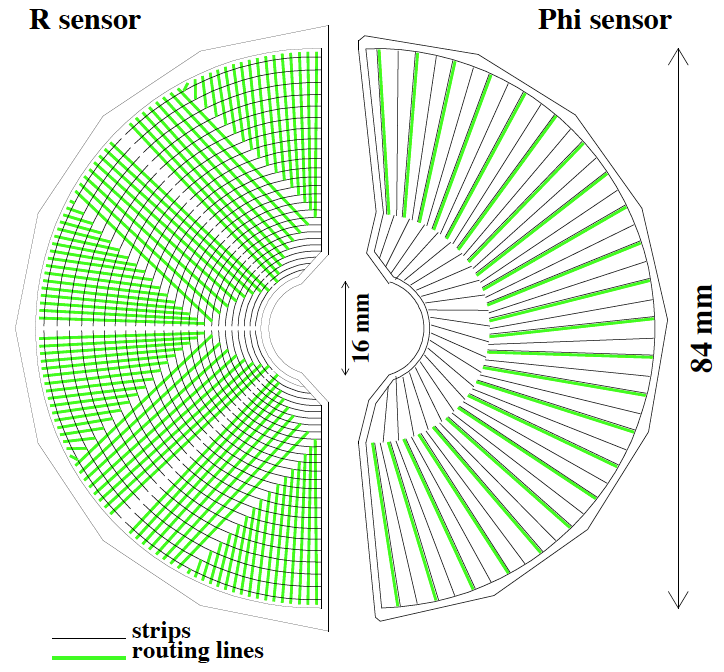 R sensor
Phi sensor
16 mm
84 mm
strips
routing lines